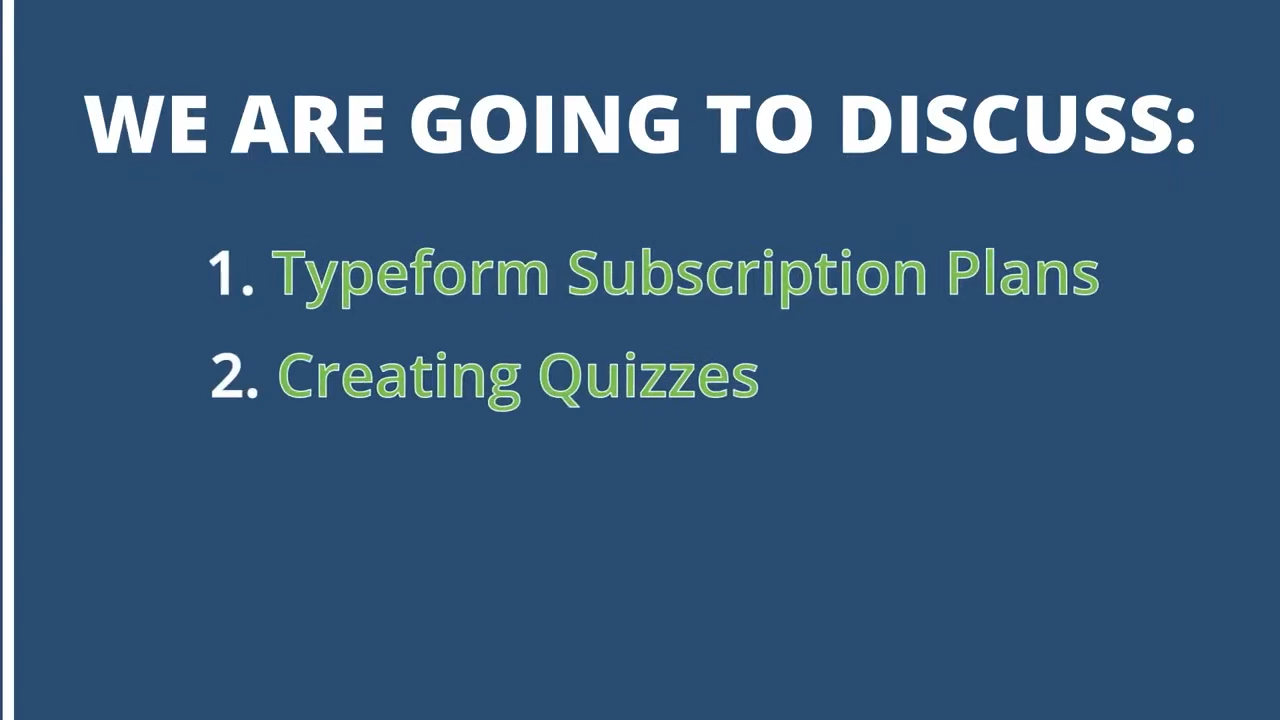 WE ARE GOING TO DISCUSS:
1. Typeform Subscription Plans
2. Creating Quizzes